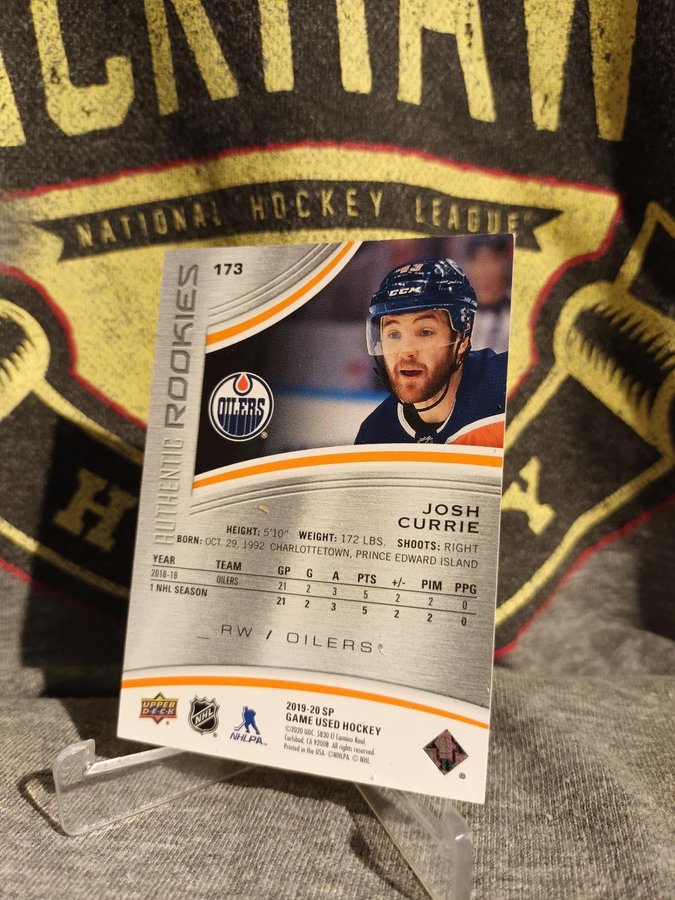 ACKHAW
NATIONAL HOCKEY LEAGUE
H
Y
173
AUTHENTIC ROOKIES
23
CCM
OILERS
JOSH
CURRIE
HEIGHT: 5'10" WEIGHT: 172 LBS. SHOOTS: RIGHT
BORN: OCT. 29, 1992 CHARLOTTETOWN, PRINCE EDWARD ISLAND
YEAR TEAM GP G A PTS +/- PIM PPG
2018-19 OILERS 21 2 3 5 2 2 0
1 NHL SEASON 21 2 3 5 2 2 0
RW / OILERS
UPPER DECK
NHL
NHLPA
2019-20 SP
GAME USED HOCKEY
©2020 UDC. 5830 El Camino Real,
Carlsbad, CA 92008. All rights reserved.
Printed in the USA. ©NHLPA. © NHL.